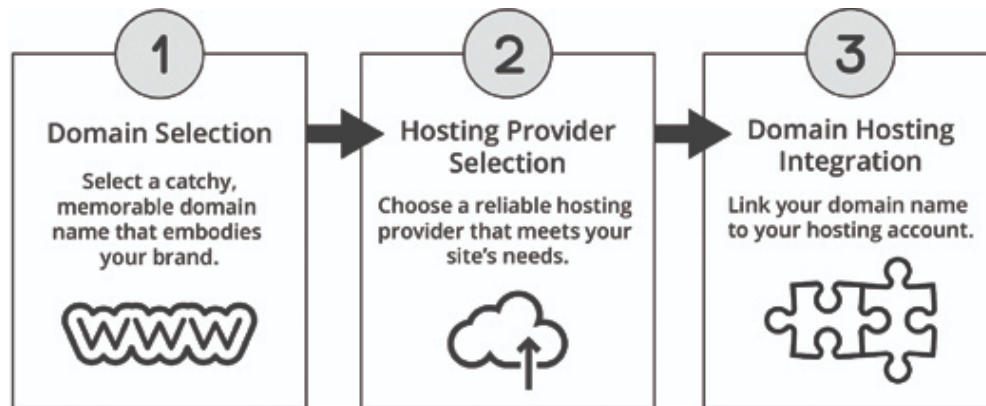 1
Domain Selection
Select a catchy,
memorable domain
name that embodies
your brand.
WWW
2
Hosting Provider
Selection
Choose a reliable hosting
provider that meets your
site's needs.
3
Domain Hosting
Integration
Link your domain name
to your hosting account.